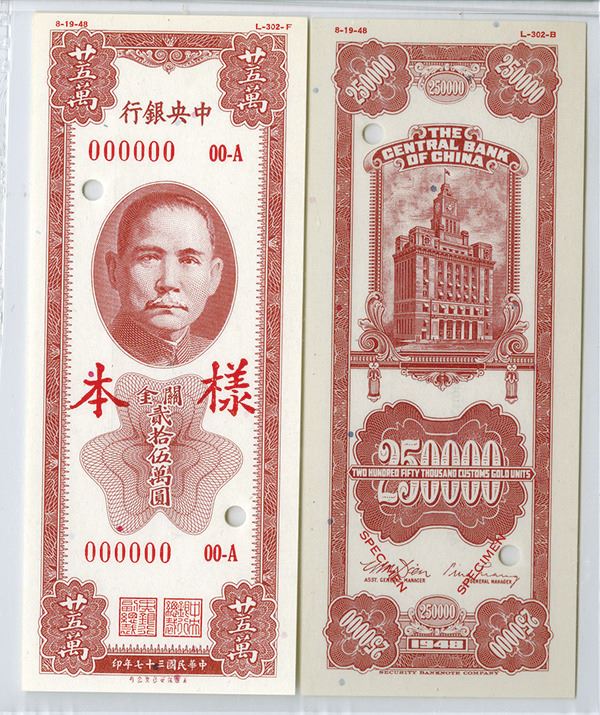 8-19-48
L-302-F
廿五萬
廿五萬
中央銀行
000000 00-A
樣本
關金
貳拾伍萬圓
000000 00-A
廿五萬
廿五萬
中華民國三十七年印
8-19-48
L-302-B
250000
250000
250000
THE
CENTRAL BANK
OF CHINA
250000
TWO HUNDRED FIFTY THOUSAND CUSTOMS GOLD UNITS
SPECIMEN
SPECIMEN
ASST. GENERAL MANAGER
GENERAL MANAGER
250000
250000
250000
1948
SECURITY BANKNOTE COMPANY